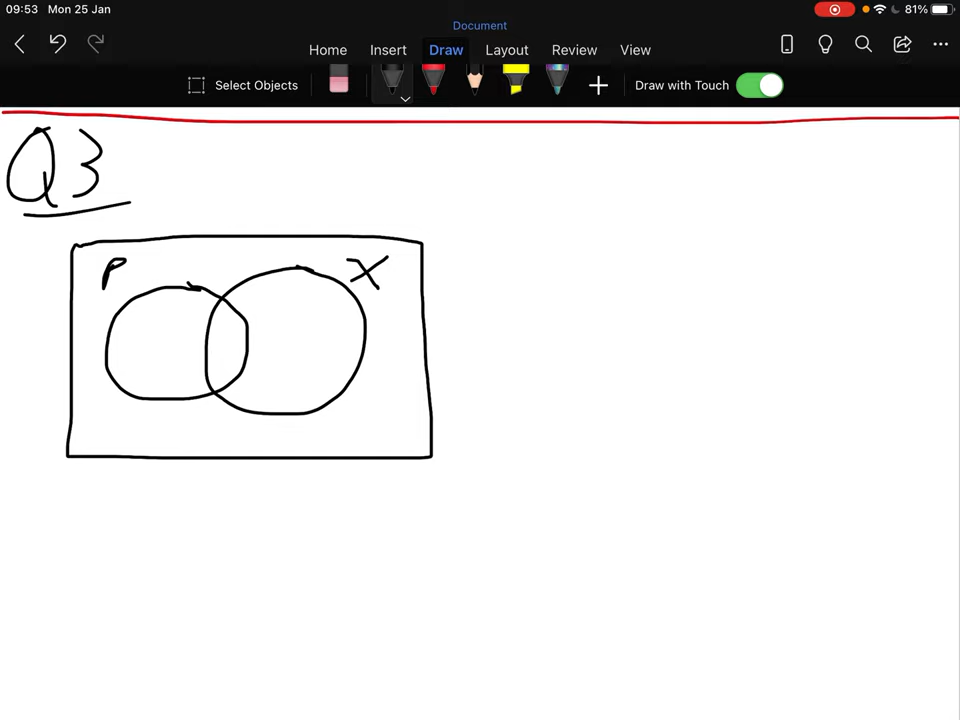 09:53 Mon 25 Jan
81%
Document
Home Insert Draw Layout Review View
Select Objects
Draw with Touch
Q3
P X